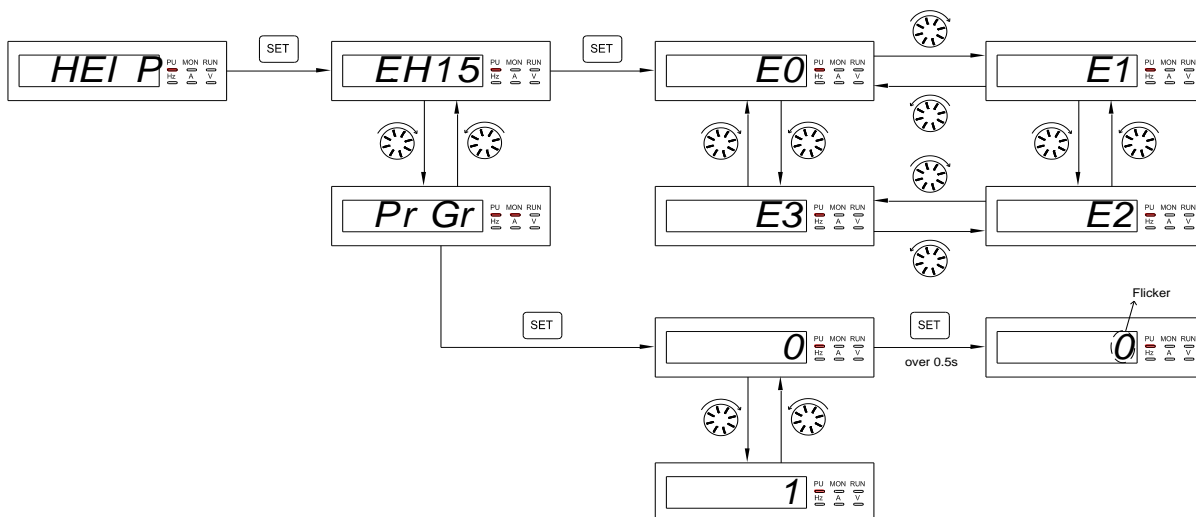 SET
SET
HEI P
PU MON RUN
Hz A V
EH15
PU MON RUN
Hz A V
E0
PU MON RUN
Hz A V
E1
PU MON RUN
Hz A V
Pr Gr
PU MON RUN
Hz A V
E3
PU MON RUN
Hz A V
E2
PU MON RUN
Hz A V
Flicker
SET
SET
0
PU MON RUN
Hz A V
over 0.5s
0
PU MON RUN
Hz A V
1
PU MON RUN
Hz A V